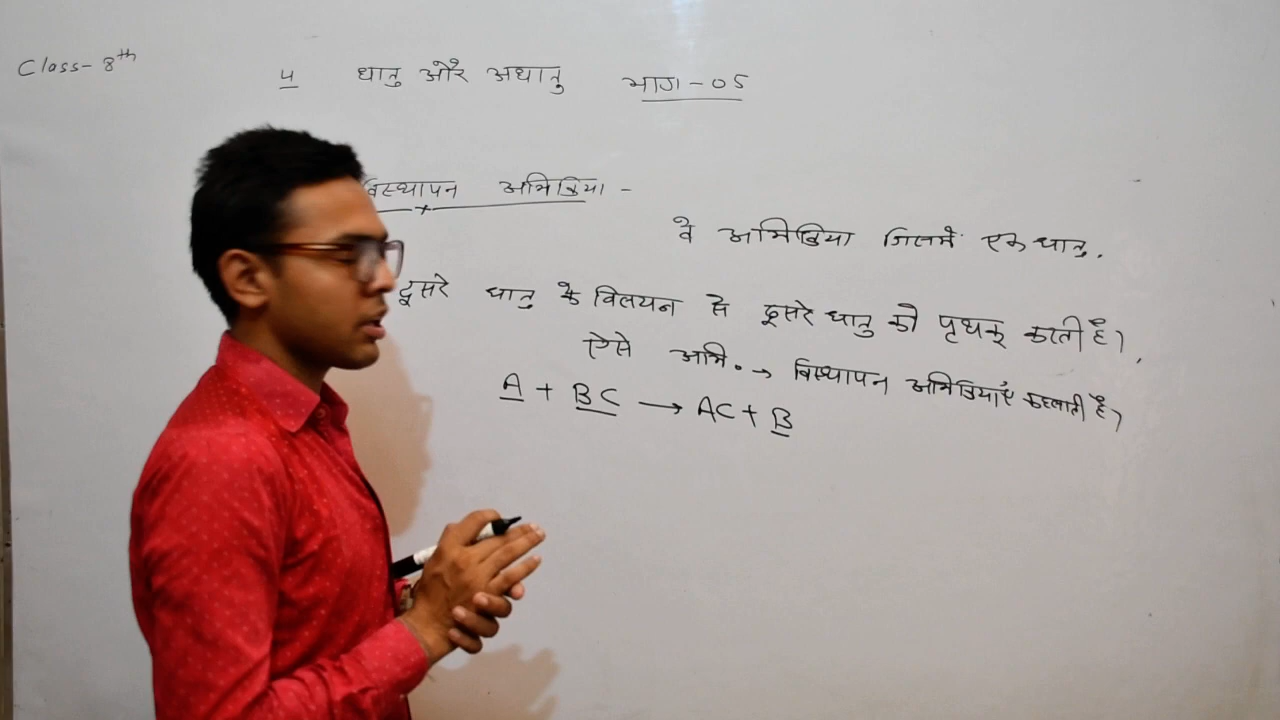 Class- 8th
4 धातु और अधातु भाग -05
विस्थापन अभिक्रिया -
वे अभिक्रिया जिसमें एक धातु,
दूसरे धातु के विलयन से दूसरे धातु को पृथक् करती है।
ऐसे अभि. → विस्थापन अभिक्रियाएं कहलाती है।
A + BC → AC + B